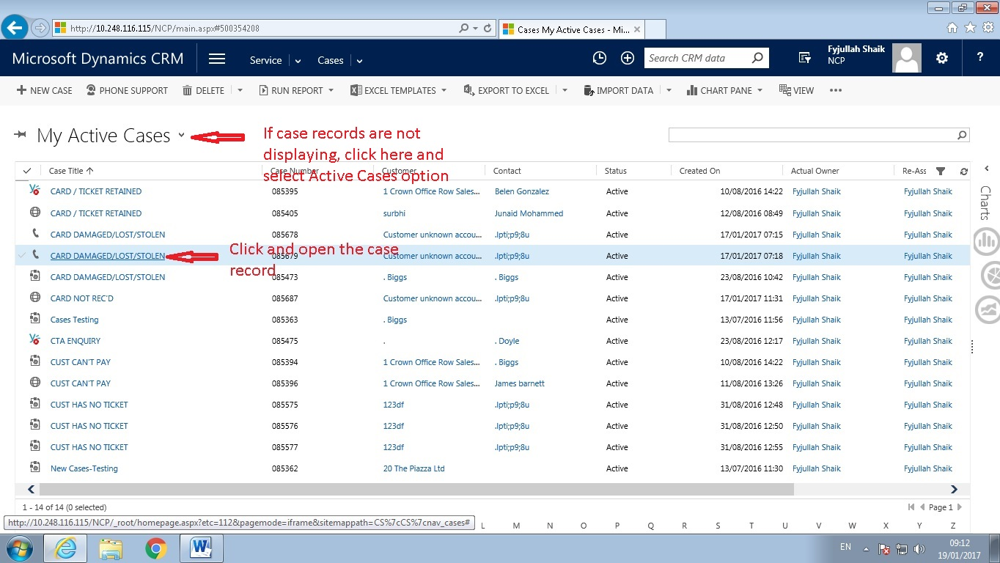 http://10.248.116.115/NCP/main.aspx#500354208
Cases My Active Cases - Mi...
Microsoft Dynamics CRM Service Cases Search CRM data Fyjullah Shaik
NCP
?
NEW CASE PHONE SUPPORT DELETE RUN REPORT EXCEL TEMPLATES EXPORT TO EXCEL IMPORT DATA CHART PANE VIEW
My Active Cases
If case records are not
displaying, click here and
select Active Cases option
Case Title Case Number Customer Contact Status Created On Actual Owner Re-Ass
Charts
CARD / TICKET RETAINED 085395 1 Crown Office Row Sales... Belen Gonzalez Active 10/08/2016 14:22 Fyjullah Shaik Fyjullah Shaik
CARD / TICKET RETAINED 085405 surbhi Junaid Mohammed Active 12/08/2016 08:49 Fyjullah Shaik Fyjullah Shaik
CARD DAMAGED/LOST/STOLEN 085678 Customer unknown accou... .lpti;p9;8u Active 17/01/2017 07:15 Fyjullah Shaik Fyjullah Shaik
CARD DAMAGED/LOST/STOLEN 085679 Customer unknown accou... .lpti;p9;8u Active 17/01/2017 07:18 Fyjullah Shaik Fyjullah Shaik
Click and open the case
record
CARD DAMAGED/LOST/STOLEN 085473 . Biggs . Biggs Active 23/08/2016 10:42 Fyjullah Shaik Fyjullah Shaik
CARD NOT REC'D 085687 Customer unknown accou... .lpti;p9;8u Active 17/01/2017 11:31 Fyjullah Shaik Fyjullah Shaik
Cases Testing 085363 . Biggs Active 13/07/2016 11:56 Fyjullah Shaik Fyjullah Shaik
CTA ENQUIRY 085475 . . Doyle Active 23/08/2016 12:17 Fyjullah Shaik Fyjullah Shaik
CUST CAN'T PAY 085394 1 Crown Office Row Sales... . Biggs Active 10/08/2016 14:22 Fyjullah Shaik Fyjullah Shaik
CUST CAN'T PAY 085396 1 Crown Office Row Sales... James barnett Active 11/08/2016 13:26 Fyjullah Shaik Fyjullah Shaik
CUST HAS NO TICKET 085575 123df .lpti;p9;8u Active 31/08/2016 12:48 Fyjullah Shaik Fyjullah Shaik
CUST HAS NO TICKET 085576 123df .lpti;p9;8u Active 31/08/2016 12:50 Fyjullah Shaik Fyjullah Shaik
CUST HAS NO TICKET 085577 123df .lpti;p9;8u Active 31/08/2016 12:55 Fyjullah Shaik Fyjullah Shaik
New Cases-Testing 085362 20 The Piazza Ltd Active 13/07/2016 11:30 Fyjullah Shaik Fyjullah Shaik
1 - 14 of 14 (0 selected) Page 1
http://10.248.116.115/NCP/_root/homepage.aspx?etc=112&pagemode=iframe&sitemappath=CS%7cCS%7cnav_cases#
L M N O P Q R S T U V W X Y Z
EN 09:12
19/01/2017